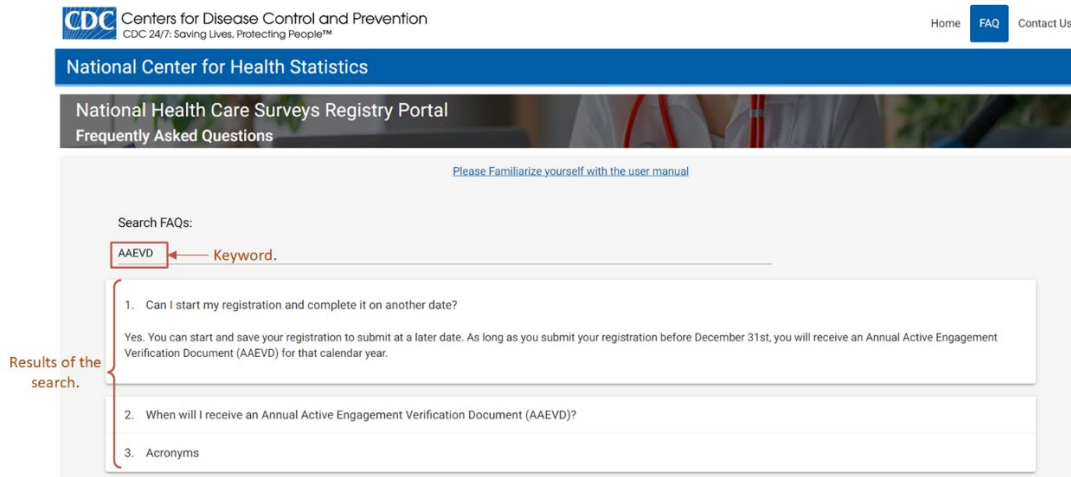 CDC Centers for Disease Control and Prevention
CDC 24/7: Saving Lives, Protecting People™
Home FAQ Contact Us
National Center for Health Statistics
National Health Care Surveys Registry Portal
Frequently Asked Questions
Please Familiarize yourself with the user manual
Search FAQs:
AAEVD Keyword.
1. Can I start my registration and complete it on another date?
Yes. You can start and save your registration to submit at a later date. As long as you submit your registration before December 31st, you will receive an Annual Active Engagement
Verification Document (AAEVD) for that calendar year.
Results of the
search.
2. When will I receive an Annual Active Engagement Verification Document (AAEVD)?
3. Acronyms